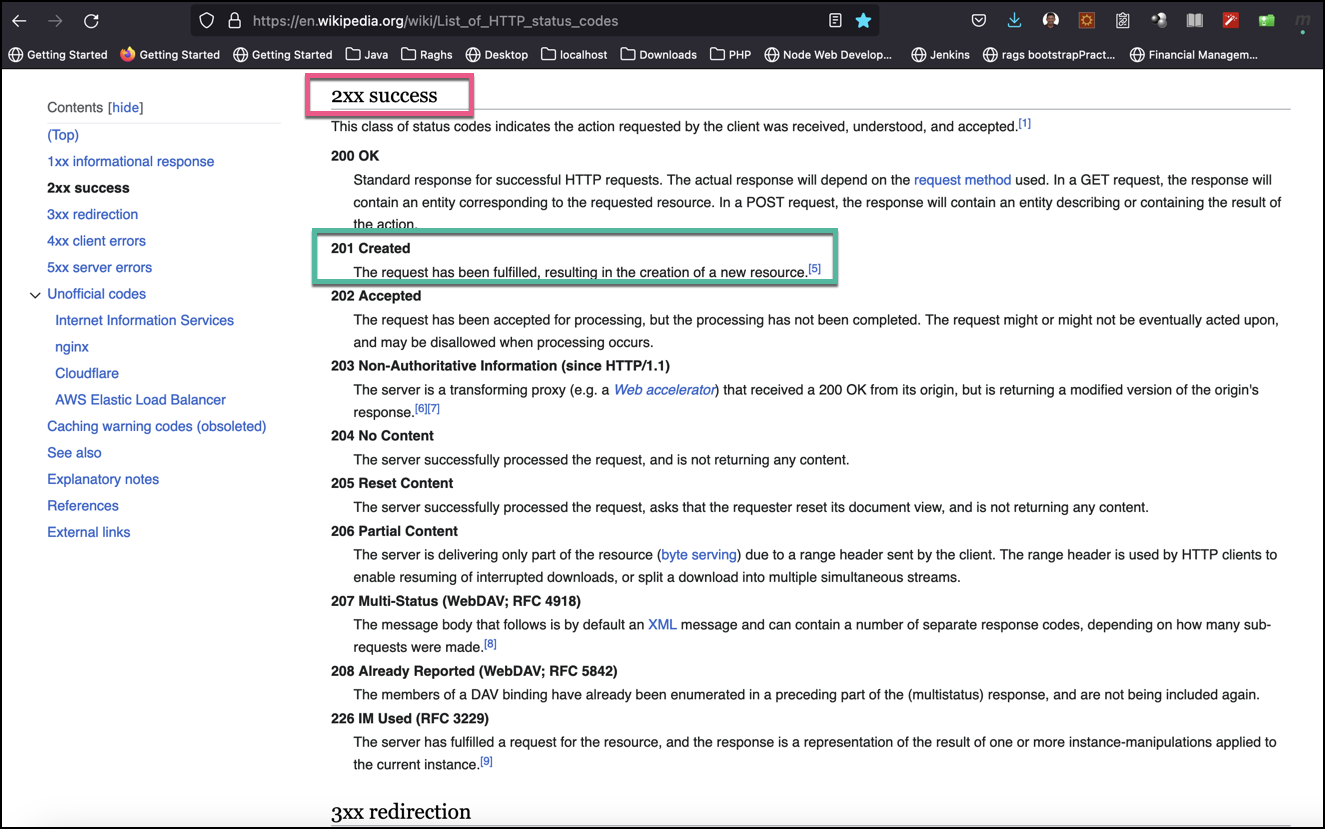 https://en.wikipedia.org/wiki/List_of_HTTP_status_codes
Getting Started Getting Started Getting Started Java Raghs Desktop localhost Downloads PHP Node Web Develop... Jenkins rags bootstrapPract... Financial Managem...
Contents [hide]
(Top)
1xx informational response
2xx success
3xx redirection
4xx client errors
5xx server errors
Unofficial codes
Internet Information Services
nginx
Cloudflare
AWS Elastic Load Balancer
Caching warning codes (obsoleted)
See also
Explanatory notes
References
External links
2xx success
This class of status codes indicates the action requested by the client was received, understood, and accepted.[1]
200 OK
Standard response for successful HTTP requests. The actual response will depend on the request method used. In a GET request, the response will
contain an entity corresponding to the requested resource. In a POST request, the response will contain an entity describing or containing the result of
the action.
201 Created
The request has been fulfilled, resulting in the creation of a new resource.[5]
202 Accepted
The request has been accepted for processing, but the processing has not been completed. The request might or might not be eventually acted upon,
and may be disallowed when processing occurs.
203 Non-Authoritative Information (since HTTP/1.1)
The server is a transforming proxy (e.g. a Web accelerator) that received a 200 OK from its origin, but is returning a modified version of the origin's
response.[6][7]
204 No Content
The server successfully processed the request, and is not returning any content.
205 Reset Content
The server successfully processed the request, asks that the requester reset its document view, and is not returning any content.
206 Partial Content
The server is delivering only part of the resource (byte serving) due to a range header sent by the client. The range header is used by HTTP clients to
enable resuming of interrupted downloads, or split a download into multiple simultaneous streams.
207 Multi-Status (WebDAV; RFC 4918)
The message body that follows is by default an XML message and can contain a number of separate response codes, depending on how many sub-
requests were made.[8]
208 Already Reported (WebDAV; RFC 5842)
The members of a DAV binding have already been enumerated in a preceding part of the (multistatus) response, and are not being included again.
226 IM Used (RFC 3229)
The server has fulfilled a request for the resource, and the response is a representation of the result of one or more instance-manipulations applied to
the current instance.[9]
3xx redirection